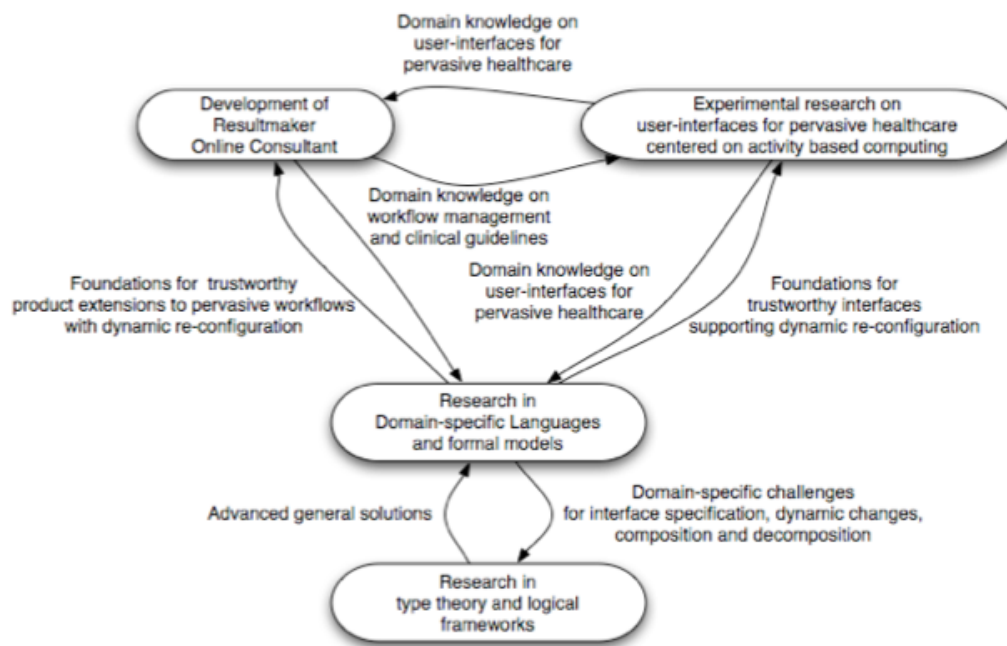 Domain knowledge on
user-interfaces for
pervasive healthcare
Development of
Resultmaker
Online Consultant
Experimental research on
user-interfaces for pervasive healthcare
centered on activity based computing
Domain knowledge on
workflow management
and clinical guidelines
Foundations for trustworthy
product extensions to pervasive workflows
with dynamic re-configuration
Domain knowledge on
user-interfaces for
pervasive healthcare
Foundations for
trustworthy interfaces
supporting dynamic re-configuration
Research in
Domain-specific Languages
and formal models
Advanced general solutions
Domain-specific challenges
for interface specification, dynamic changes,
composition and decomposition
Research in
type theory and logical
frameworks